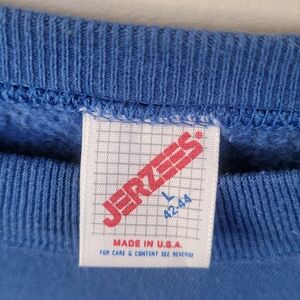 JERZEES®
L
42-44
MADE IN U.S.A.
FOR CARE & CONTENT SEE REVERSE